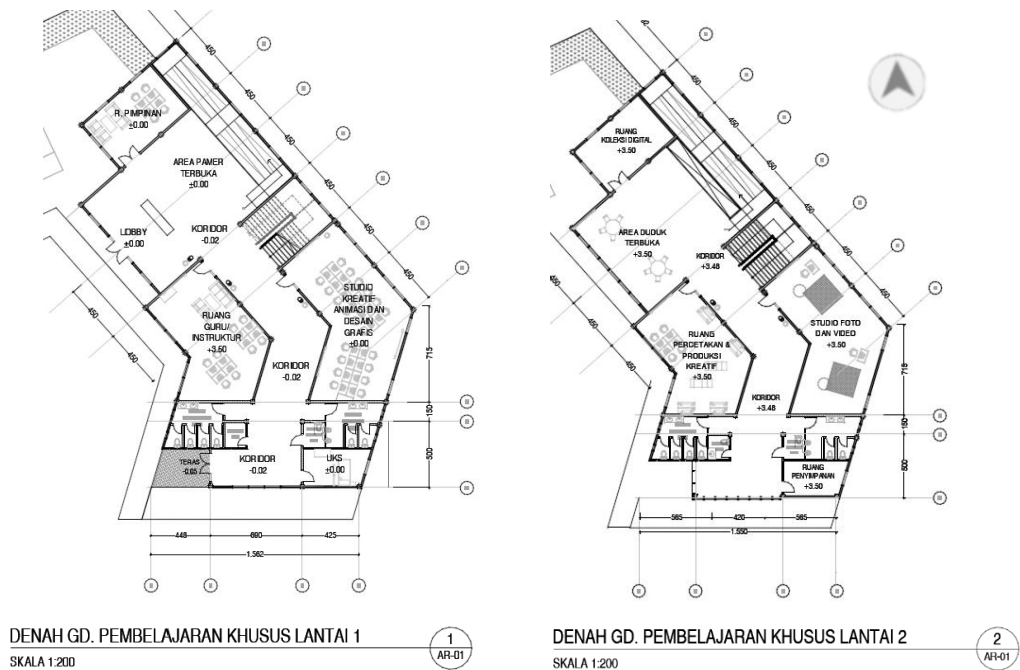 450
450
450
450
450
R. PIMPINAN
±0.00
AREA PAMER
TERBUKA
±0.00
LOBBY
±0.00
KORIDOR
-0.02
STUDIO
KREATIF
ANIMASI DAN
DESAIN
GRAFIS
±0.00
RUANG
GURU/
INSTRUKTUR
+3.50
KORIDOR
-0.02
450
450
715
150
500
TERAS
-0.05
KORIDOR
-0.02
UKS
±0.00
448
690
425
1.562
DENAH GD. PEMBELAJARAN KHUSUS LANTAI 1
SKALA 1:200
1
AR-01
450
450
450
450
450
RUANG
KOLEKSI DIGITAL
+3.50
AREA DUDUK
TERBUKA
+3.50
KORIDOR
+3.48
STUDIO FOTO
DAN VIDEO
+3.50
RUANG
PERCETAKAN &
PRODUKSI
KREATIF
+3.50
KORIDOR
+3.48
450
450
715
150
500
RUANG
PENYIMPANAN
+3.50
565
420
565
1.550
DENAH GD. PEMBELAJARAN KHUSUS LANTAI 2
SKALA 1:200
2
AR-01